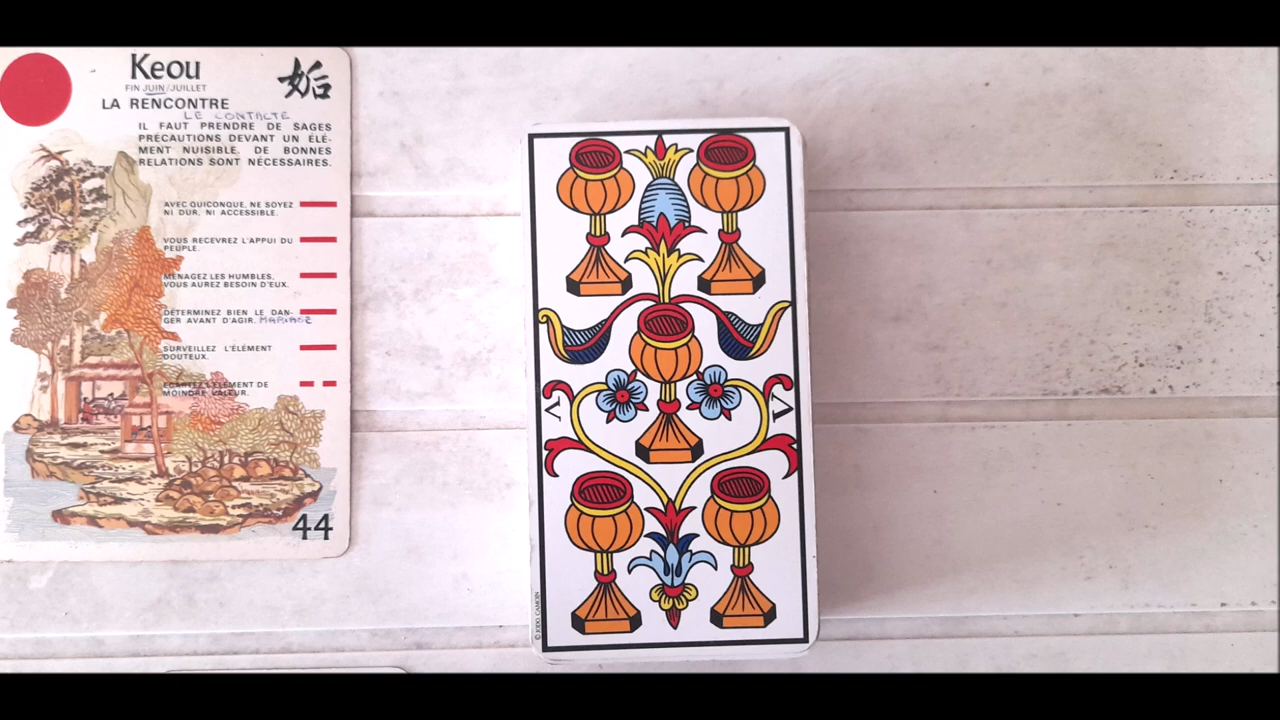 Keou
姤
FIN JUIN/JUILLET
LA RENCONTRE
LE CONTACTE
IL FAUT PRENDRE DE SAGES
PRÉCAUTIONS DEVANT UN ÉLÉ-
MENT NUISIBLE. DE BONNES
RELATIONS SONT NÉCESSAIRES.
AVEC QUICONQUE, NE SOYEZ
NI DUR, NI ACCESSIBLE.
VOUS RECEVREZ L'APPUI DU
PEUPLE.
MÉNAGEZ LES HUMBLES,
VOUS AUREZ BESOIN D'EUX.
DÉTERMINEZ BIEN LE DAN-
GER AVANT D'AGIR. MARIAGE
SURVEILLEZ L'ÉLÉMENT
DOUTEUX.
ÉCARTEZ L'ÉLÉMENT DE
MOINDRE VALEUR.
44
V
V
© JODO. CAMOIN